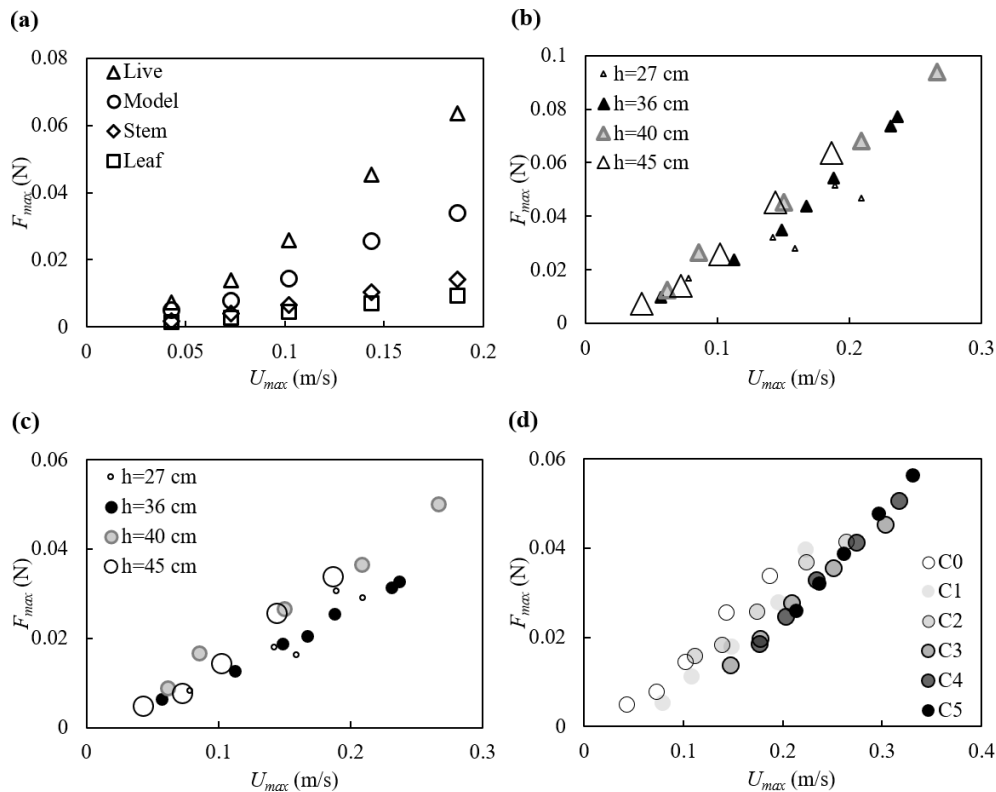 (a)
0.08
0.06
0.04
0.02
0
F_max (N)
Live
Model
Stem
Leaf
0 0.05 0.1 0.15 0.2
U_max (m/s)
(b)
0.1
0.08
0.06
0.04
0.02
0
F_max (N)
h=27 cm
h=36 cm
h=40 cm
h=45 cm
0 0.1 0.2 0.3
U_max (m/s)
(c)
0.06
0.04
0.02
0
F_max (N)
h=27 cm
h=36 cm
h=40 cm
h=45 cm
0 0.1 0.2 0.3
U_max (m/s)
(d)
0.06
0.04
0.02
0
F_max (N)
C0
C1
C2
C3
C4
C5
0 0.1 0.2 0.3 0.4
U_max (m/s)